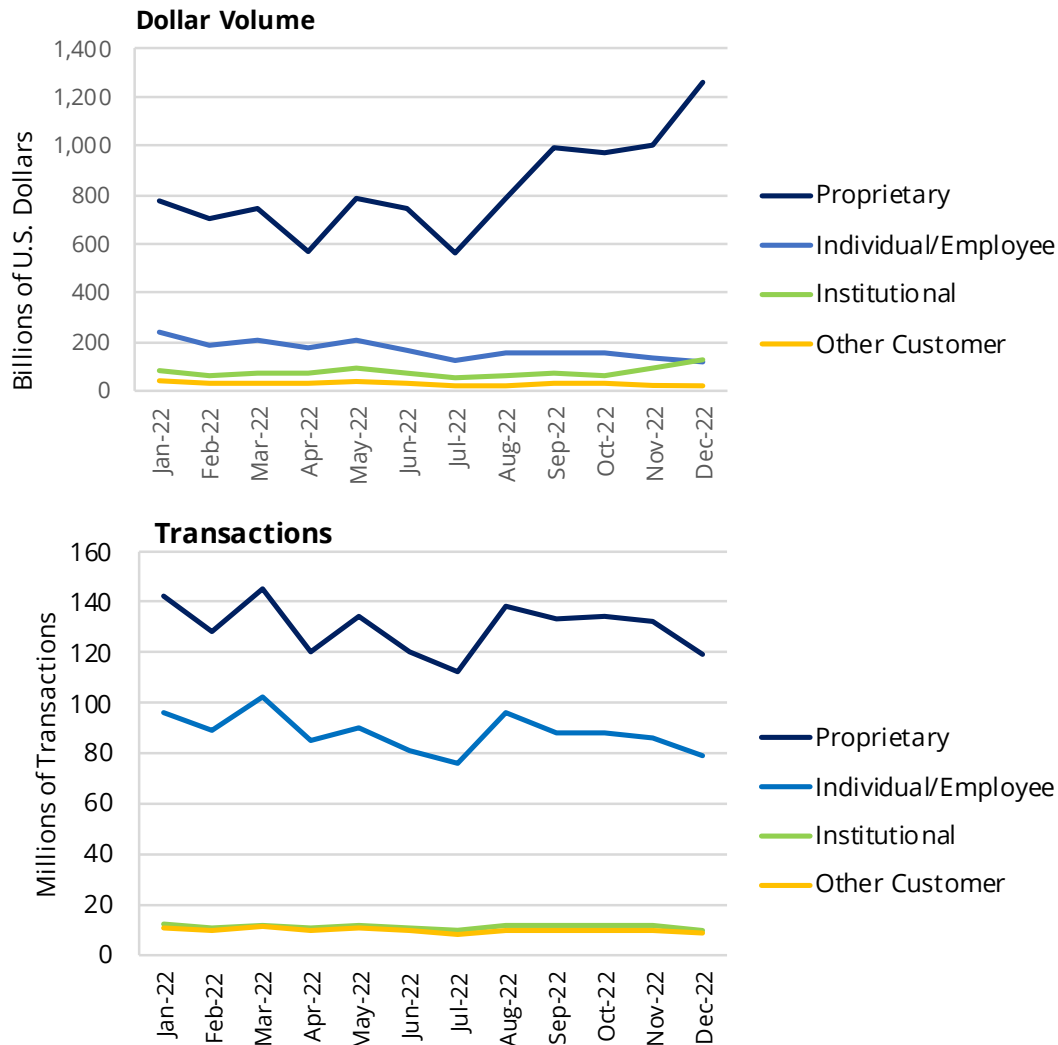 Dollar Volume
1,400
1,200
1,000
800
600
400
200
0
Billions of U.S. Dollars
Jan-22
Feb-22
Mar-22
Apr-22
May-22
Jun-22
Jul-22
Aug-22
Sep-22
Oct-22
Nov-22
Dec-22
Proprietary
Individual/Employee
Institutional
Other Customer
Transactions
160
140
120
100
80
60
40
20
0
Millions of Transactions
Jan-22
Feb-22
Mar-22
Apr-22
May-22
Jun-22
Jul-22
Aug-22
Sep-22
Oct-22
Nov-22
Dec-22
Proprietary
Individual/Employee
Institutional
Other Customer